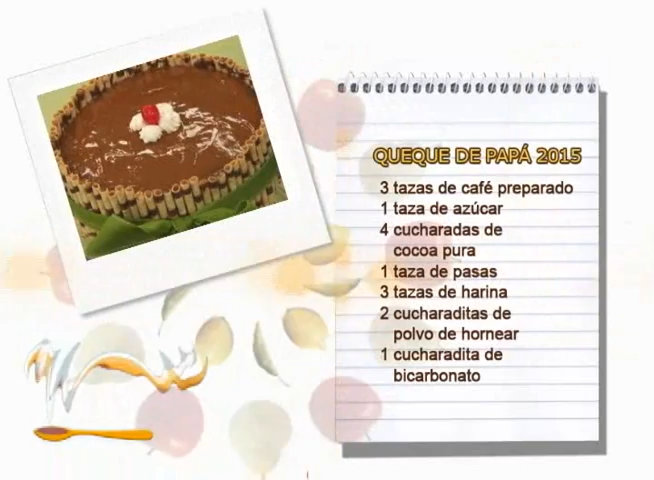 QUEQUE DE PAPÁ 2015
3 tazas de café preparado
1 taza de azúcar
4 cucharadas de
cocoa pura
1 taza de pasas
3 tazas de harina
2 cucharaditas de
polvo de hornear
1 cucharadita de
bicarbonato